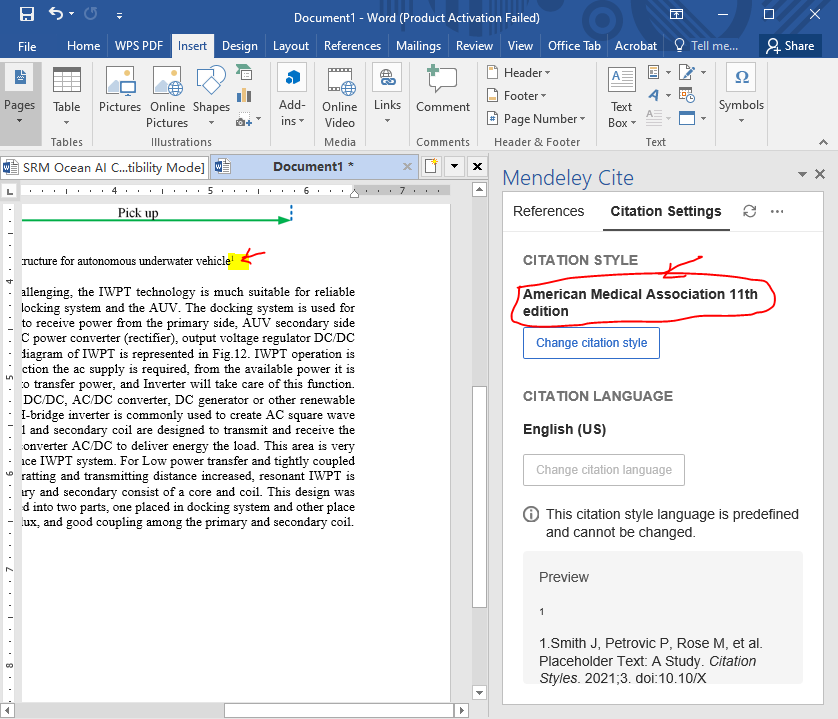 Document1 - Word (Product Activation Failed)
File Home WPS PDF Insert Design Layout References Mailings Review View Office Tab Acrobat Tell me... Share
Pages
Table
Pictures
Online Pictures
Shapes
Add-ins
Online Video
Links
Comment
Header
Footer
Page Number
Text Box
Symbols
Tables Illustrations Media Comments Header & Footer Text
SRM Ocean AI C...tibility Mode] Document1 *
4 5 6 7
Pick up
tructure for autonomous underwater vehicle¹
allenging, the IWPT technology is much suitable for reliable
docking system and the AUV. The docking system is used for
to receive power from the primary side, AUV secondary side
C power converter (rectifier), output voltage regulator DC/DC
diagram of IWPT is represented in Fig.12. IWPT operation is
ction the ac supply is required, from the available power it is
to transfer power, and Inverter will take care of this function.
DC/DC, AC/DC converter, DC generator or other renewable
H-bridge inverter is commonly used to create AC square wave
l and secondary coil are designed to transmit and receive the
onverter AC/DC to deliver energy the load. This area is very
nce IWPT system. For Low power transfer and tightly coupled
ratting and transmitting distance increased, resonant IWPT is
ary and secondary consist of a core and coil. This design was
d into two parts, one placed in docking system and other place
lux, and good coupling among the primary and secondary coil.
4
5
6
7
8
Mendeley Cite
References Citation Settings
CITATION STYLE
American Medical Association 11th
edition
Change citation style
CITATION LANGUAGE
English (US)
Change citation language
This citation style language is predefined
and cannot be changed.
Preview
1
1.Smith J, Petrovic P, Rose M, et al.
Placeholder Text: A Study. Citation
Styles. 2021;3. doi:10.10/X